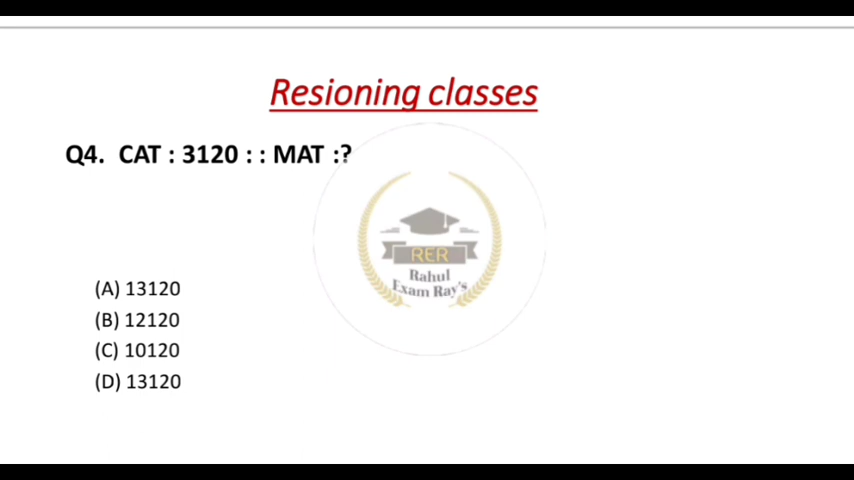 Resioning classes
Q4. CAT : 3120 : : MAT :?
RER
Rahul
Exam Ray's
(A) 13120
(B) 12120
(C) 10120
(D) 13120